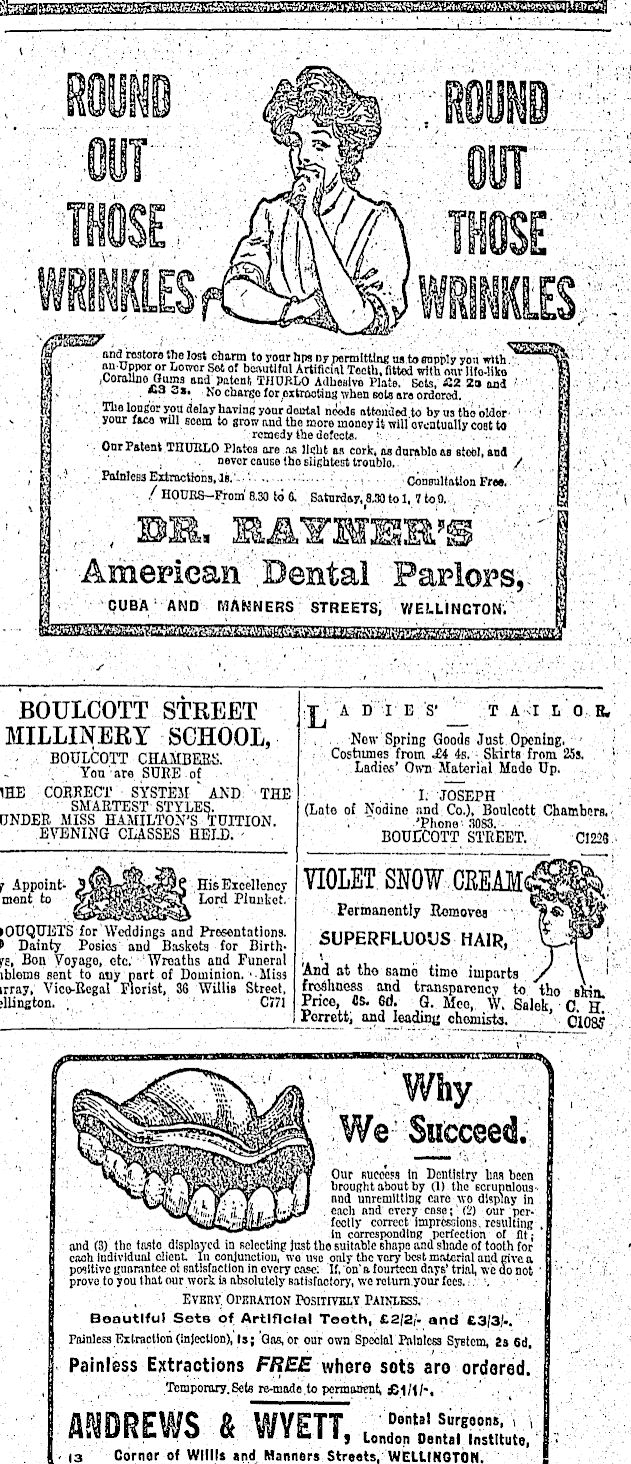 ROUND
OUT
THOSE
WRINKLES
ROUND
OUT
THOSE
WRINKLES
and restore the lost charm to your lips by permitting us to supply you with
an Upper or Lower Set of beautiful Artificial Teeth, fitted with our life-like
Coraline Gums and patent THURLO Adhesive Plate. Sets, £2 2s and
£3 3s. No charge for extracting when sets are ordered.
The longer you delay having your dental needs attended to by us the older
your face will seem to grow and the more money it will eventually cost to
remedy the defects.
Our Patent THURLO Plates are as light as cork, as durable as steel, and
never cause the slightest trouble.
Painless Extractions, 1s. Consultation Free.
HOURS—From 8.30 to 6. Saturday, 8.30 to 1, 7 to 9.
DR. RAYNER'S
American Dental Parlors,
CUBA AND MANNERS STREETS, WELLINGTON.
BOULCOTT STREET
MILLINERY SCHOOL,
BOULCOTT CHAMBERS.
You are SURE of
HE CORRECT SYSTEM AND THE
SMARTEST STYLES.
UNDER MISS HAMILTON'S TUITION.
EVENING CLASSES HELD.
LADIES' TAILOR.
New Spring Goods Just Opening.
Costumes from £4 4s. Skirts from 25s.
Ladies' Own Material Made Up.
I. JOSEPH
(Late of Nodine and Co.), Boulcott Chambers.
'Phone 3083.
BOULCOTT STREET. C1226
y Appoint-
ment to
His Excellency
Lord Plunket.
OUQUETS for Weddings and Presentations.
Dainty Posies and Baskets for Birth-
ys, Bon Voyage, etc. Wreaths and Funeral
mblems sent to any part of Dominion. Miss
urray, Vice-Regal Florist, 36 Willis Street,
ellington. C771
VIOLET SNOW CREAM
Permanently Removes
SUPERFLUOUS HAIR,
And at the same time imparts
freshness and transparency to the skin.
Price, 6d. G. Mee, W. Salek, C. H.
Perrett, and leading chemists. C1085
Why
We Succeed.
Our success in Dentistry has been
brought about by (1) the scrupulous
and unremitting care we display in
each and every case; (2) our per-
fectly correct impressions resulting
in corresponding perfection of fit;
and (3) the taste displayed in selecting just the suitable shape and shade of tooth for
each individual client. In conjunction, we use only the very best material and give a
positive guarantee of satisfaction in every case. If, on a fourteen days' trial, we do not
prove to you that our work is absolutely satisfactory, we return your fees.
EVERY OPERATION POSITIVELY PAINLESS.
Beautiful Sets of Artificial Teeth, £2/2/- and £3/3/-.
Painless Extraction (injection), 1s; Gas, or our own Special Painless System, 2s 6d.
Painless Extractions FREE where sets are ordered.
Temporary Sets re-made to permanent, £1/1/-.
ANDREWS & WYETT, Dental Surgeons,
London Dental Institute,
13 Corner of Willis and Manners Streets, WELLINGTON.